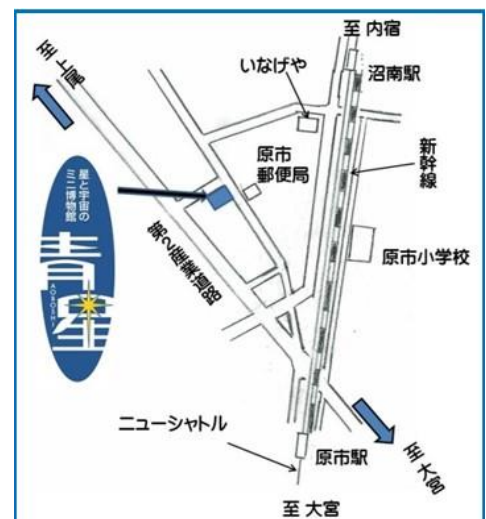 至 内宿
至 上尾
いなげや
沼南駅
新幹線
原市
郵便局
星と宇宙の
ミニ博物館
青星
AOBOSHI
第2産業道路
原市小学校
ニューシャトル
原市駅
至 大宮
至 大宮